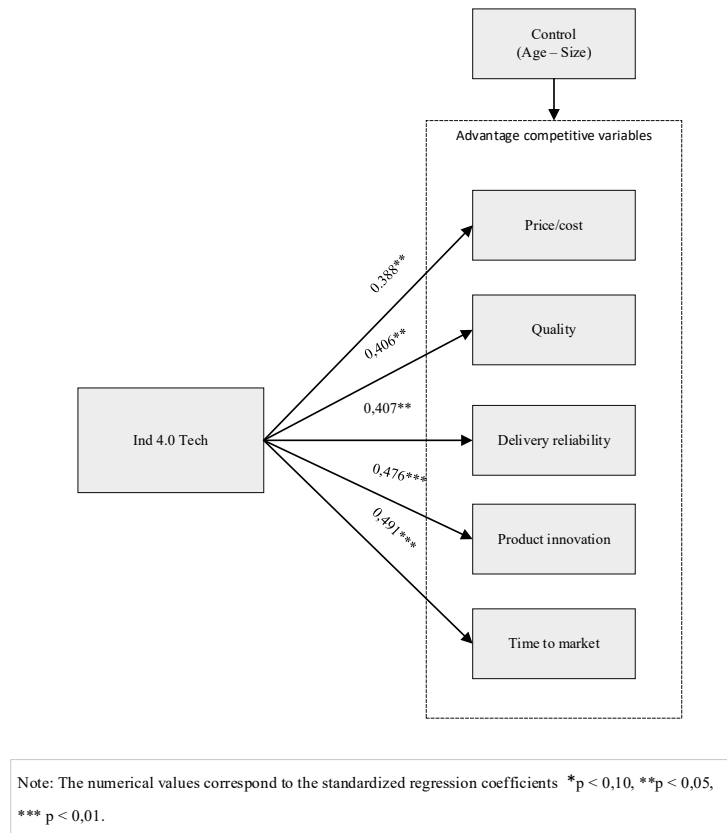 Control
(Age – Size)
Advantage competitive variables
Price/cost
0.388**
Quality
0,406**
0,407**
Ind 4.0 Tech
Delivery reliability
0,476***
Product innovation
0,491***
Time to market
Note: The numerical values correspond to the standardized regression coefficients *p < 0,10, **p < 0,05,
*** p < 0,01.